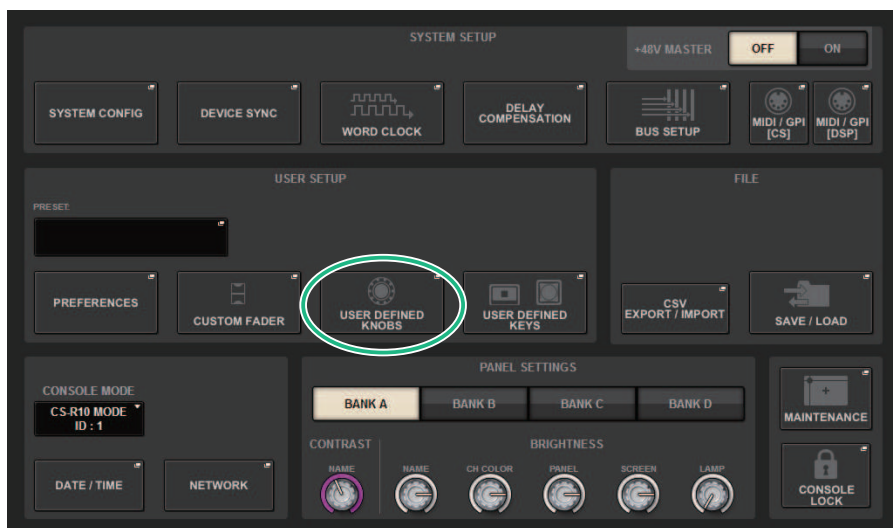 SYSTEM SETUP
+48V MASTER
OFF
ON
SYSTEM CONFIG
DEVICE SYNC
WORD CLOCK
DELAY
COMPENSATION
BUS SETUP
MIDI / GPI
[CS]
MIDI / GPI
[DSP]
USER SETUP
PRESET
PREFERENCES
CUSTOM FADER
USER DEFINED
KNOBS
USER DEFINED
KEYS
FILE
CSV
EXPORT / IMPORT
SAVE / LOAD
CONSOLE MODE
CS-R10 MODE
ID : 1
DATE / TIME
NETWORK
PANEL SETTINGS
BANK A
BANK B
BANK C
BANK D
CONTRAST
BRIGHTNESS
NAME
NAME
CH COLOR
PANEL
SCREEN
LAMP
MAINTENANCE
CONSOLE
LOCK